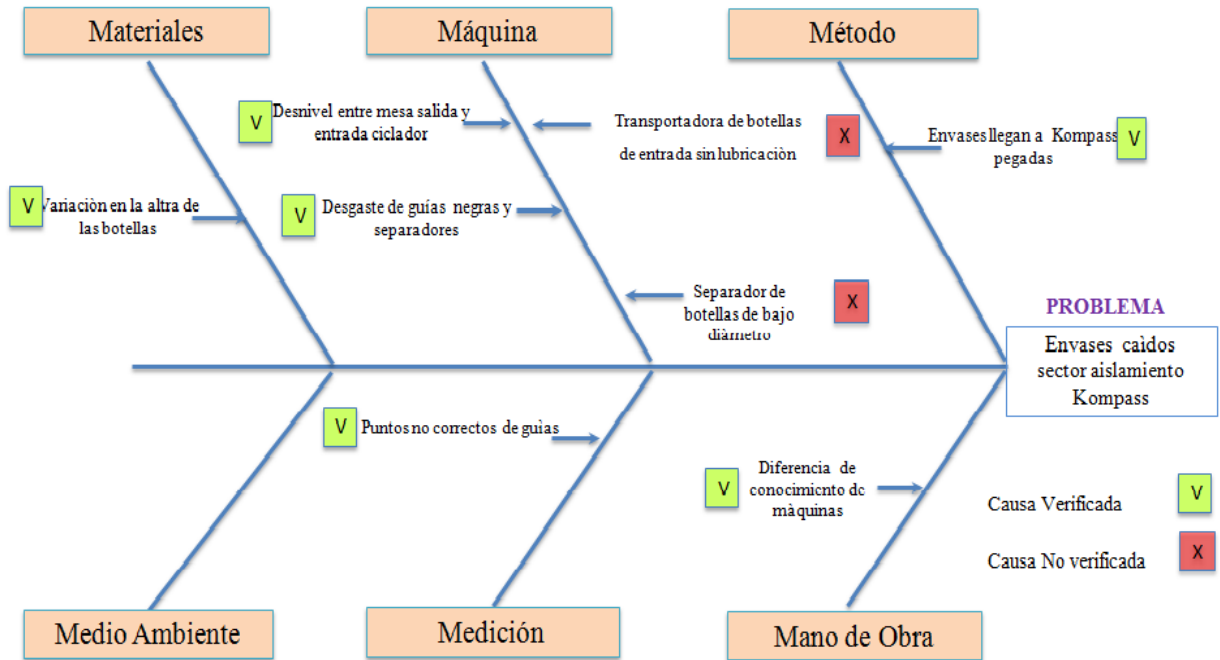 Materiales
Máquina
Método
V
Desnivel entre mesa salida y
entrada ciclador
Transportadora de botellas
de entrada sin lubricaciòn
X
Envases llegan a Kompass
pegadas
V
V
Variaciòn en la altra de
las botellas
V
Desgaste de guías negras y
separadores
Separador de
botellas de bajo
diàmetro
X
PROBLEMA
Envases caìdos
sector aislamiento
Kompass
V
Puntos no correctos de guìas
V
Diferencia de
conocimiento de
màquinas
Causa Verificada
V
Causa No verificada
X
Medio Ambiente
Medición
Mano de Obra